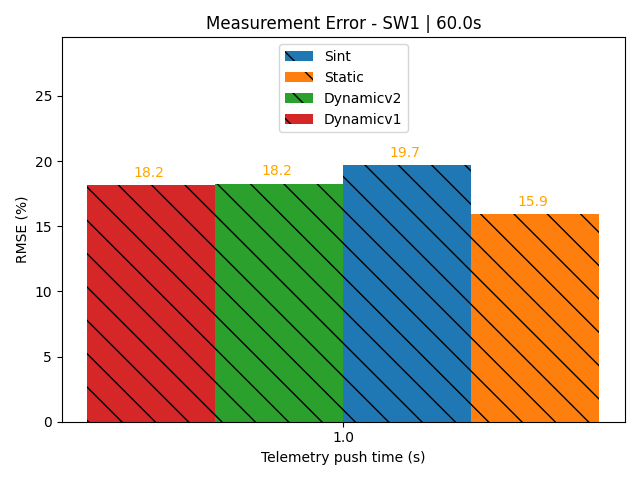 Measurement Error - SW1 | 60.0s
Sint
Static
Dynamicv2
Dynamicv1
25
20
15
10
5
0
RMSE (%)
18.2
18.2
19.7
15.9
1.0
Telemetry push time (s)